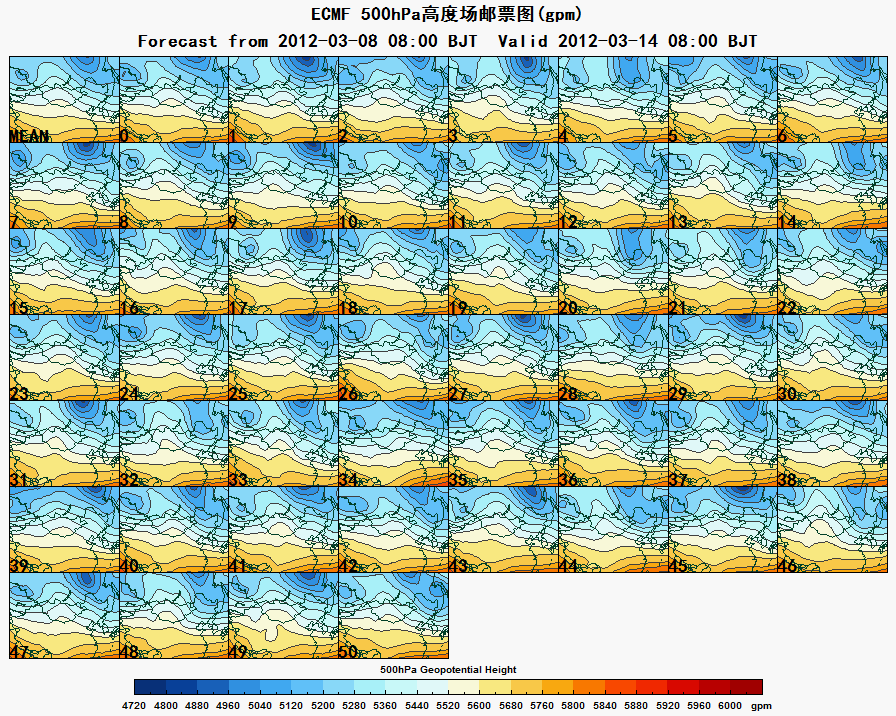 ECMF 500hPa高度场邮票图(gpm)
Forecast from 2012-03-08 08:00 BJT Valid 2012-03-14 08:00 BJT
MEAN 0 1 2 3 4 5 6
7 8 9 10 11 12 13 14
15 16 17 18 19 20 21 22
23 24 25 26 27 28 29 30
31 32 33 34 35 36 37 38
39 40 41 42 43 44 45 46
47 48 49 50
500hPa Geopotential Height
4720 4800 4880 4960 5040 5120 5200 5280 5360 5440 5520 5600 5680 5760 5800 5840 5880 5920 5960 6000 gpm